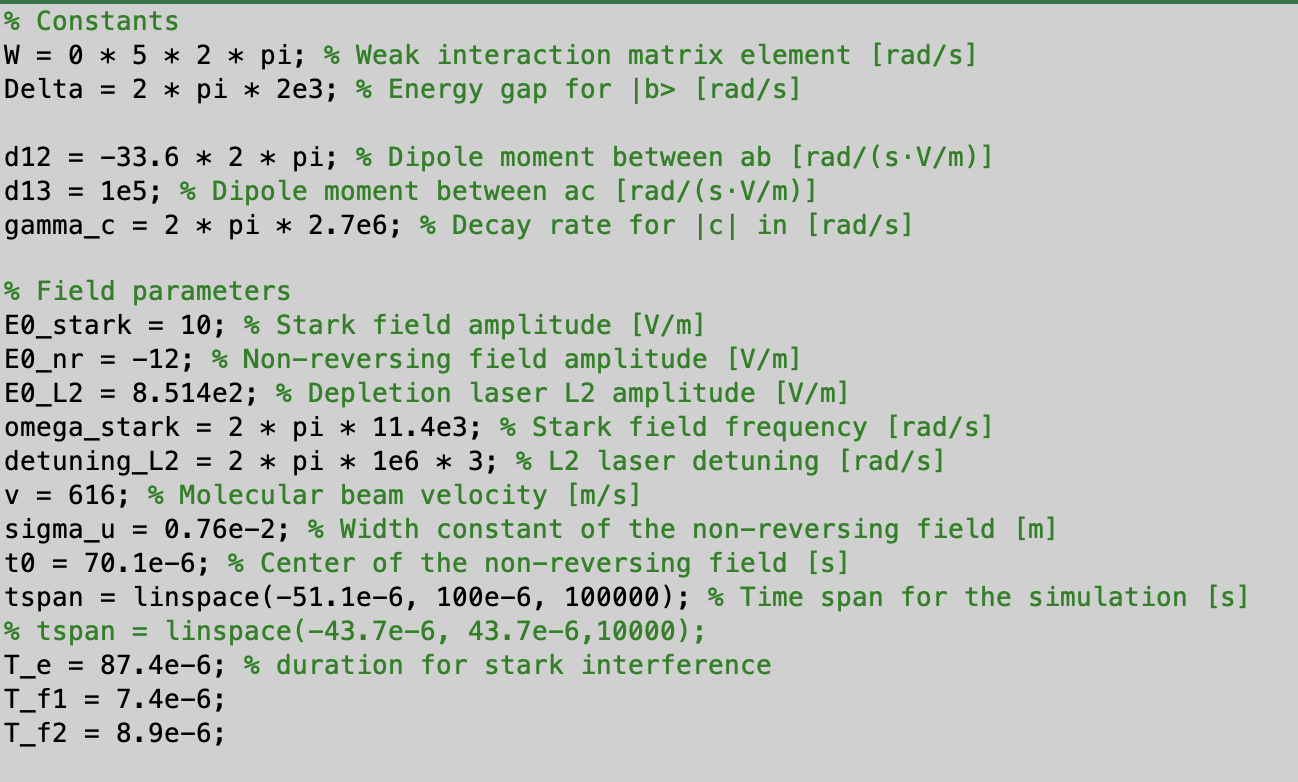 % Constants
W = 0 * 5 * 2 * pi; % Weak interaction matrix element [rad/s]
Delta = 2 * pi * 2e3; % Energy gap for |b> [rad/s]
d12 = -33.6 * 2 * pi; % Dipole moment between ab [rad/(s·V/m)]
d13 = 1e5; % Dipole moment between ac [rad/(s·V/m)]
gamma_c = 2 * pi * 2.7e6; % Decay rate for |c| in [rad/s]
% Field parameters
E0_stark = 10; % Stark field amplitude [V/m]
E0_nr = -12; % Non-reversing field amplitude [V/m]
E0_L2 = 8.514e2; % Depletion laser L2 amplitude [V/m]
omega_stark = 2 * pi * 11.4e3; % Stark field frequency [rad/s]
detuning_L2 = 2 * pi * 1e6 * 3; % L2 laser detuning [rad/s]
v = 616; % Molecular beam velocity [m/s]
sigma_u = 0.76e-2; % Width constant of the non-reversing field [m]
t0 = 70.1e-6; % Center of the non-reversing field [s]
tspan = linspace(-51.1e-6, 100e-6, 100000); % Time span for the simulation [s]
% tspan = linspace(-43.7e-6, 43.7e-6,10000);
T_e = 87.4e-6; % duration for stark interference
T_f1 = 7.4e-6;
T_f2 = 8.9e-6;